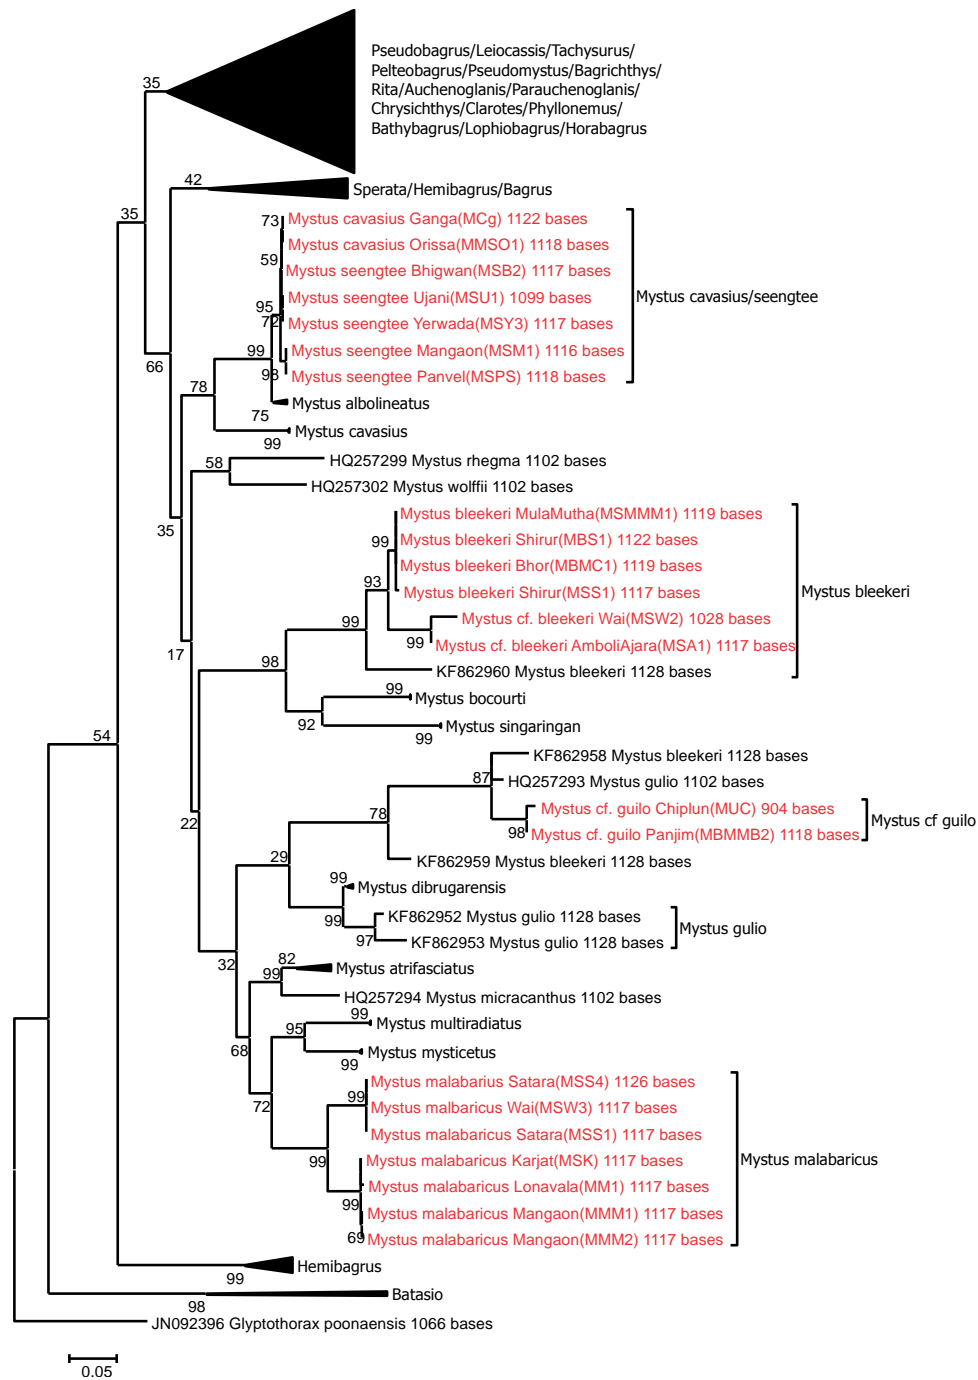 35
Pseudobagrus/Leiocassis/Tachysurus/
Pelteobagrus/Pseudomystus/Bagrichthys/
Rita/Auchenoglanis/Parauchenoglanis/
Chrysichthys/Clarotes/Phyllonemus/
Bathybagrus/Lophiobagrus/Horabagrus
42
Sperata/Hemibagrus/Bagrus
35
73
Mystus cavasius Ganga(MCg) 1122 bases
Mystus cavasius Orissa(MMSO1) 1118 bases
59
Mystus seengtee Bhigwan(MSB2) 1117 bases
95
Mystus seengtee Ujani(MSU1) 1099 bases
Mystus cavasius/seengtee
72
Mystus seengtee Yerwada(MSY3) 1117 bases
99
Mystus seengtee Mangaon(MSM1) 1116 bases
66
98
Mystus seengtee Panvel(MSPS) 1118 bases
78
Mystus albolineatus
75
Mystus cavasius
99
58
HQ257299 Mystus rhegma 1102 bases
HQ257302 Mystus wolffii 1102 bases
Mystus bleekeri MulaMutha(MSMMM1) 1119 bases
35
99
Mystus bleekeri Shirur(MBS1) 1122 bases
Mystus bleekeri Bhor(MBMC1) 1119 bases
93
Mystus bleekeri Shirur(MSS1) 1117 bases
Mystus bleekeri
99
Mystus cf. bleekeri Wai(MSW2) 1028 bases
99
Mystus cf. bleekeri AmboliAjara(MSA1) 1117 bases
17
98
KF862960 Mystus bleekeri 1128 bases
99
Mystus bocourti
92
Mystus singaringan
99
54
KF862958 Mystus bleekeri 1128 bases
87
HQ257293 Mystus gulio 1102 bases
78
Mystus cf. guilo Chiplun(MUC) 904 bases
Mystus cf guilo
22
98
Mystus cf. guilo Panjim(MBMMB2) 1118 bases
29
KF862959 Mystus bleekeri 1128 bases
99
Mystus dibrugarensis
99
KF862952 Mystus gulio 1128 bases
Mystus gulio
97
KF862953 Mystus gulio 1128 bases
32
82
Mystus atrifasciatus
99
HQ257294 Mystus micracanthus 1102 bases
99
Mystus multiradiatus
95
68
Mystus mysticetus
99
Mystus malabarius Satara(MSS4) 1126 bases
99
72
Mystus malbaricus Wai(MSW3) 1117 bases
Mystus malabaricus Satara(MSS1) 1117 bases
99
Mystus malabaricus Karjat(MSK) 1117 bases
Mystus malabaricus
Mystus malabaricus Lonavala(MM1) 1117 bases
99
Mystus malabaricus Mangaon(MMM1) 1117 bases
69
Mystus malabaricus Mangaon(MMM2) 1117 bases
Hemibagrus
99
Batasio
98
JN092396 Glyptothorax poonaensis 1066 bases
0.05